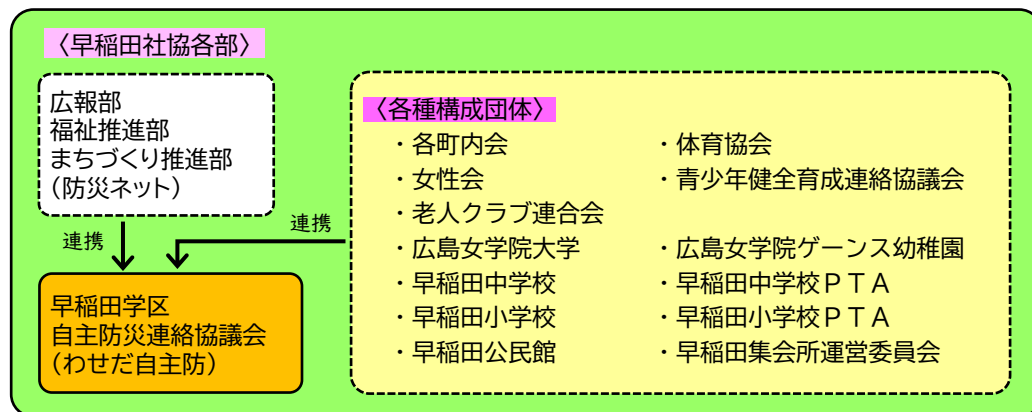 〈早稲田社協各部〉
広報部
福祉推進部
まちづくり推進部
(防災ネット)
連携
連携
早稲田学区
自主防災連絡協議会
(わせだ自主防)
〈各種構成団体〉
・各町内会 ・体育協会
・女性会 ・青少年健全育成連絡協議会
・老人クラブ連合会
・広島女学院大学 ・広島女学院ゲーンス幼稚園
・早稲田中学校 ・早稲田中学校ＰＴＡ
・早稲田小学校 ・早稲田小学校ＰＴＡ
・早稲田公民館 ・早稲田集会所運営委員会